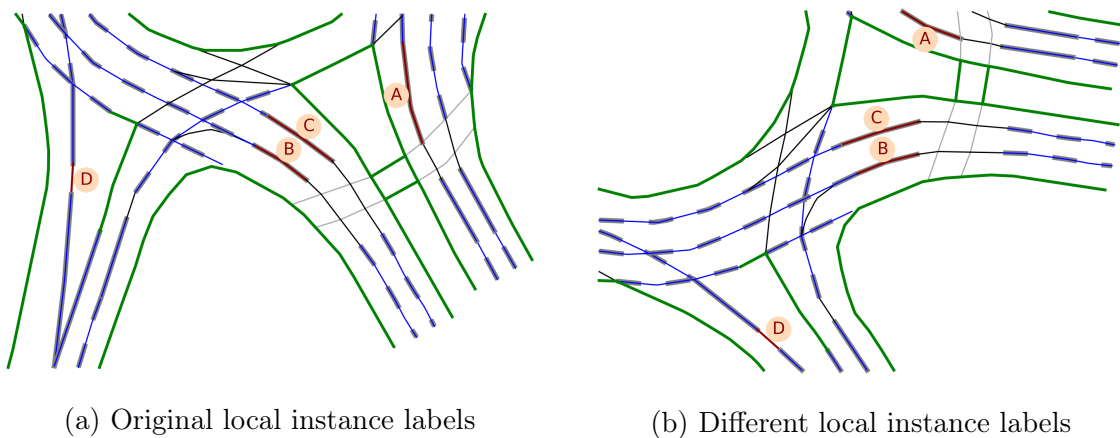 A
C
B
D
A
C
B
D
(a) Original local instance labels
(b) Different local instance labels